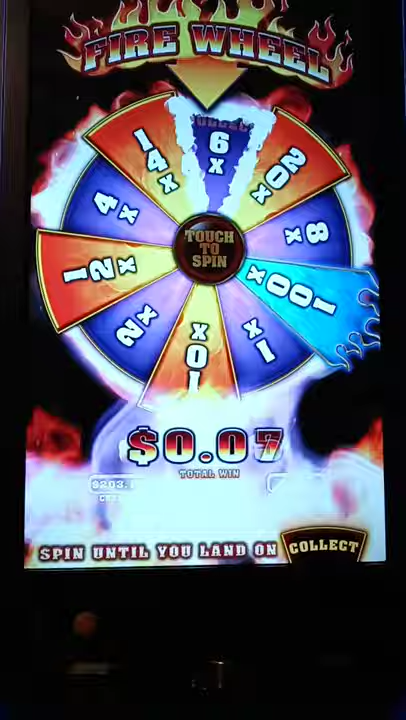 FIRE WHEEL
COLLECT
6x
20x
8x
100x
1x
10x
2x
12x
4x
14x
TOUCH
TO
SPIN
$0.07
TOTAL WIN
SPIN UNTIL YOU LAND ON COLLECT